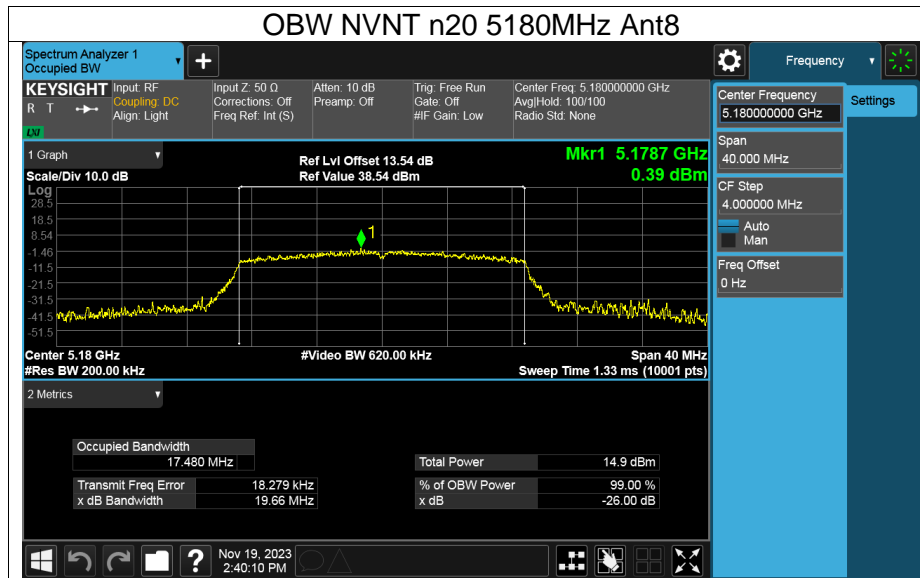 OBW NVNT n20 5180MHz Ant8
Spectrum Analyzer 1
Occupied BW
+
Frequency
KEYSIGHT
R T
LXI
Input: RF
Coupling: DC
Align: Light
Input Z: 50 Ω
Corrections: Off
Freq Ref: Int (S)
Atten: 10 dB
Preamp: Off
Trig: Free Run
Gate: Off
#IF Gain: Low
Center Freq: 5.180000000 GHz
Avg|Hold: 100/100
Radio Std: None
Center Frequency
5.180000000 GHz
Settings
Span
40.000 MHz
CF Step
4.000000 MHz
Auto
Man
Freq Offset
0 Hz
1 Graph
Scale/Div 10.0 dB
Ref Lvl Offset 13.54 dB
Ref Value 38.54 dBm
Mkr1 5.1787 GHz
0.39 dBm
Log
28.5
18.5
8.54
-1.46
-11.5
-21.5
-31.5
-41.5
-51.5
1
Center 5.18 GHz
#Res BW 200.00 kHz
#Video BW 620.00 kHz
Span 40 MHz
Sweep Time 1.33 ms (10001 pts)
2 Metrics
Occupied Bandwidth
17.480 MHz
Total Power 14.9 dBm
Transmit Freq Error 18.279 kHz
% of OBW Power 99.00 %
x dB Bandwidth 19.66 MHz
x dB -26.00 dB
?
Nov 19, 2023
2:40:10 PM